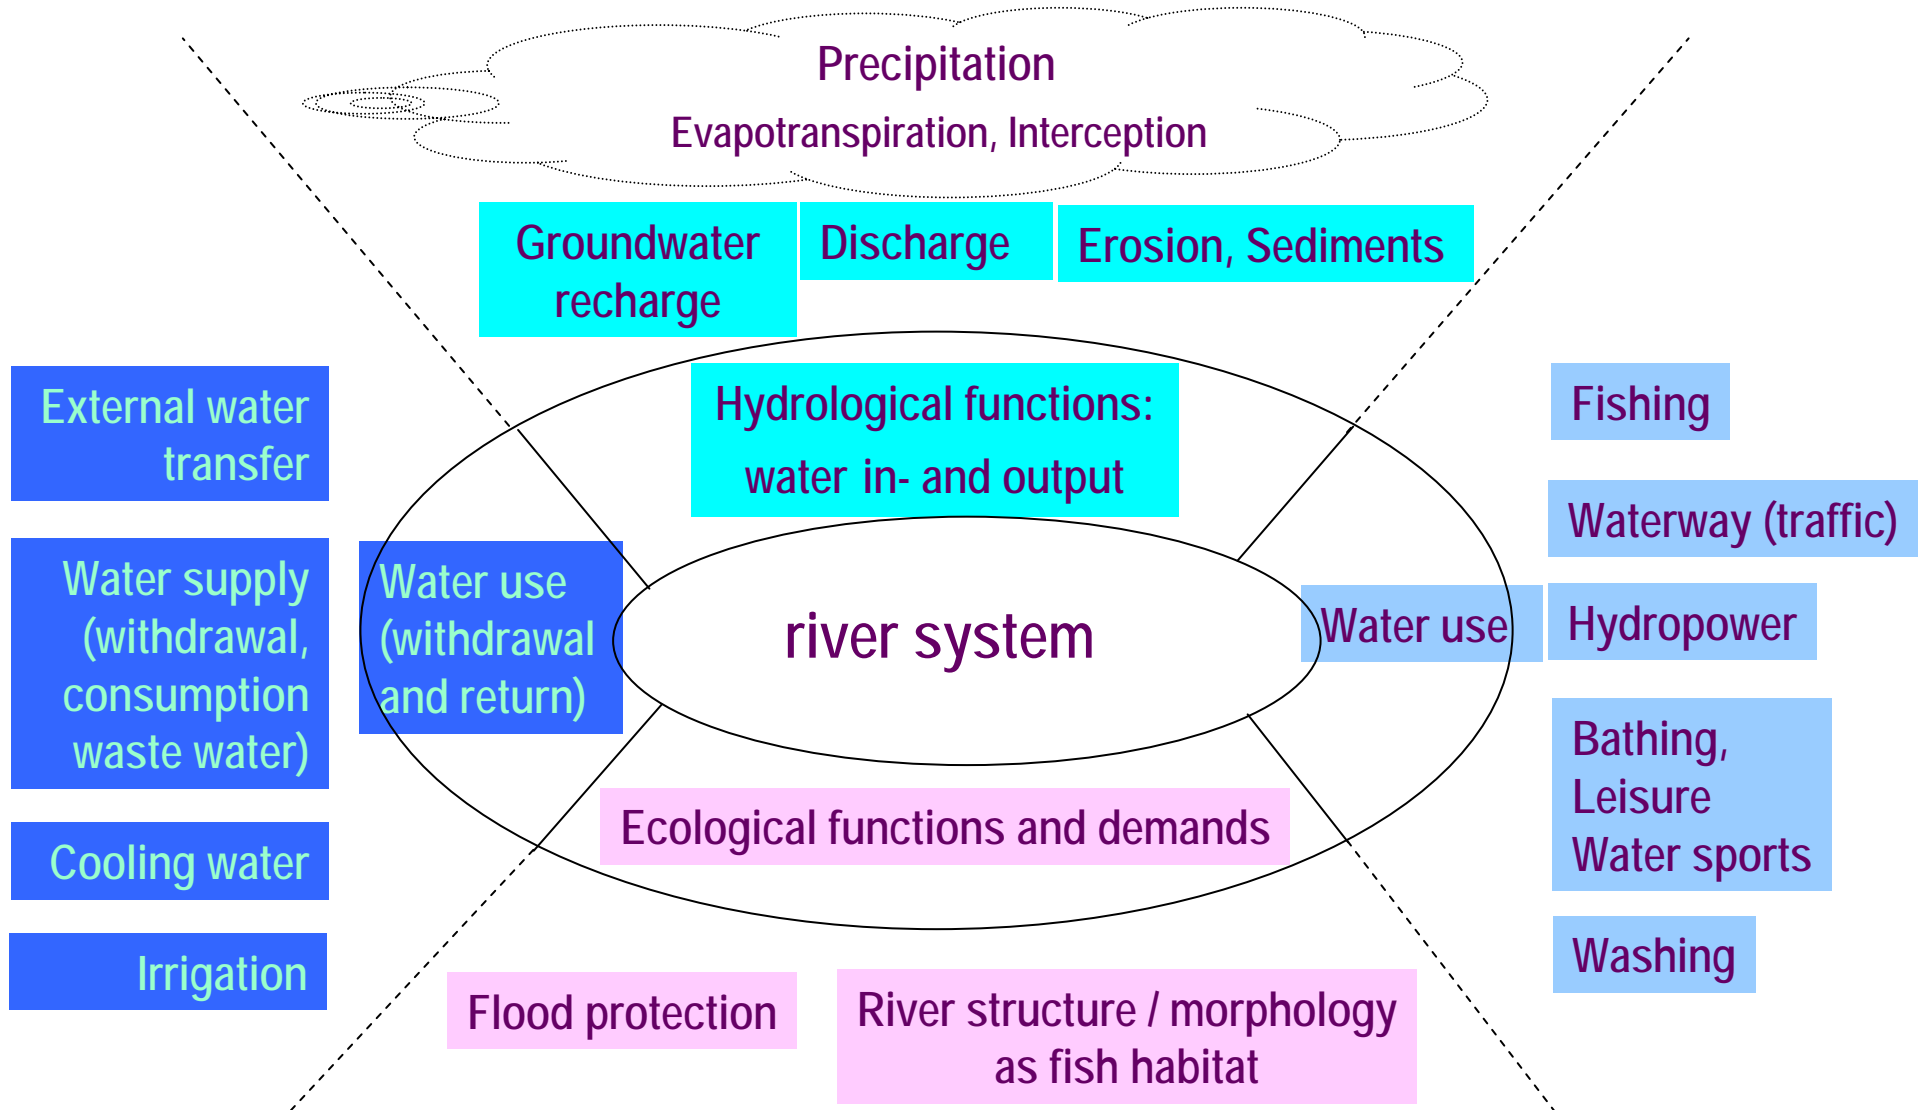 Precipitation
Evapotranspiration, Interception
Groundwater
recharge
Discharge
Erosion, Sediments
Hydrological functions:
water in- and output
External water
transfer
Water supply
(withdrawal,
consumption
waste water)
Cooling water
Irrigation
Water use
(withdrawal
and return)
river system
Water use
Fishing
Waterway (traffic)
Hydropower
Bathing,
Leisure
Water sports
Washing
Ecological functions and demands
Flood protection
River structure / morphology
as fish habitat